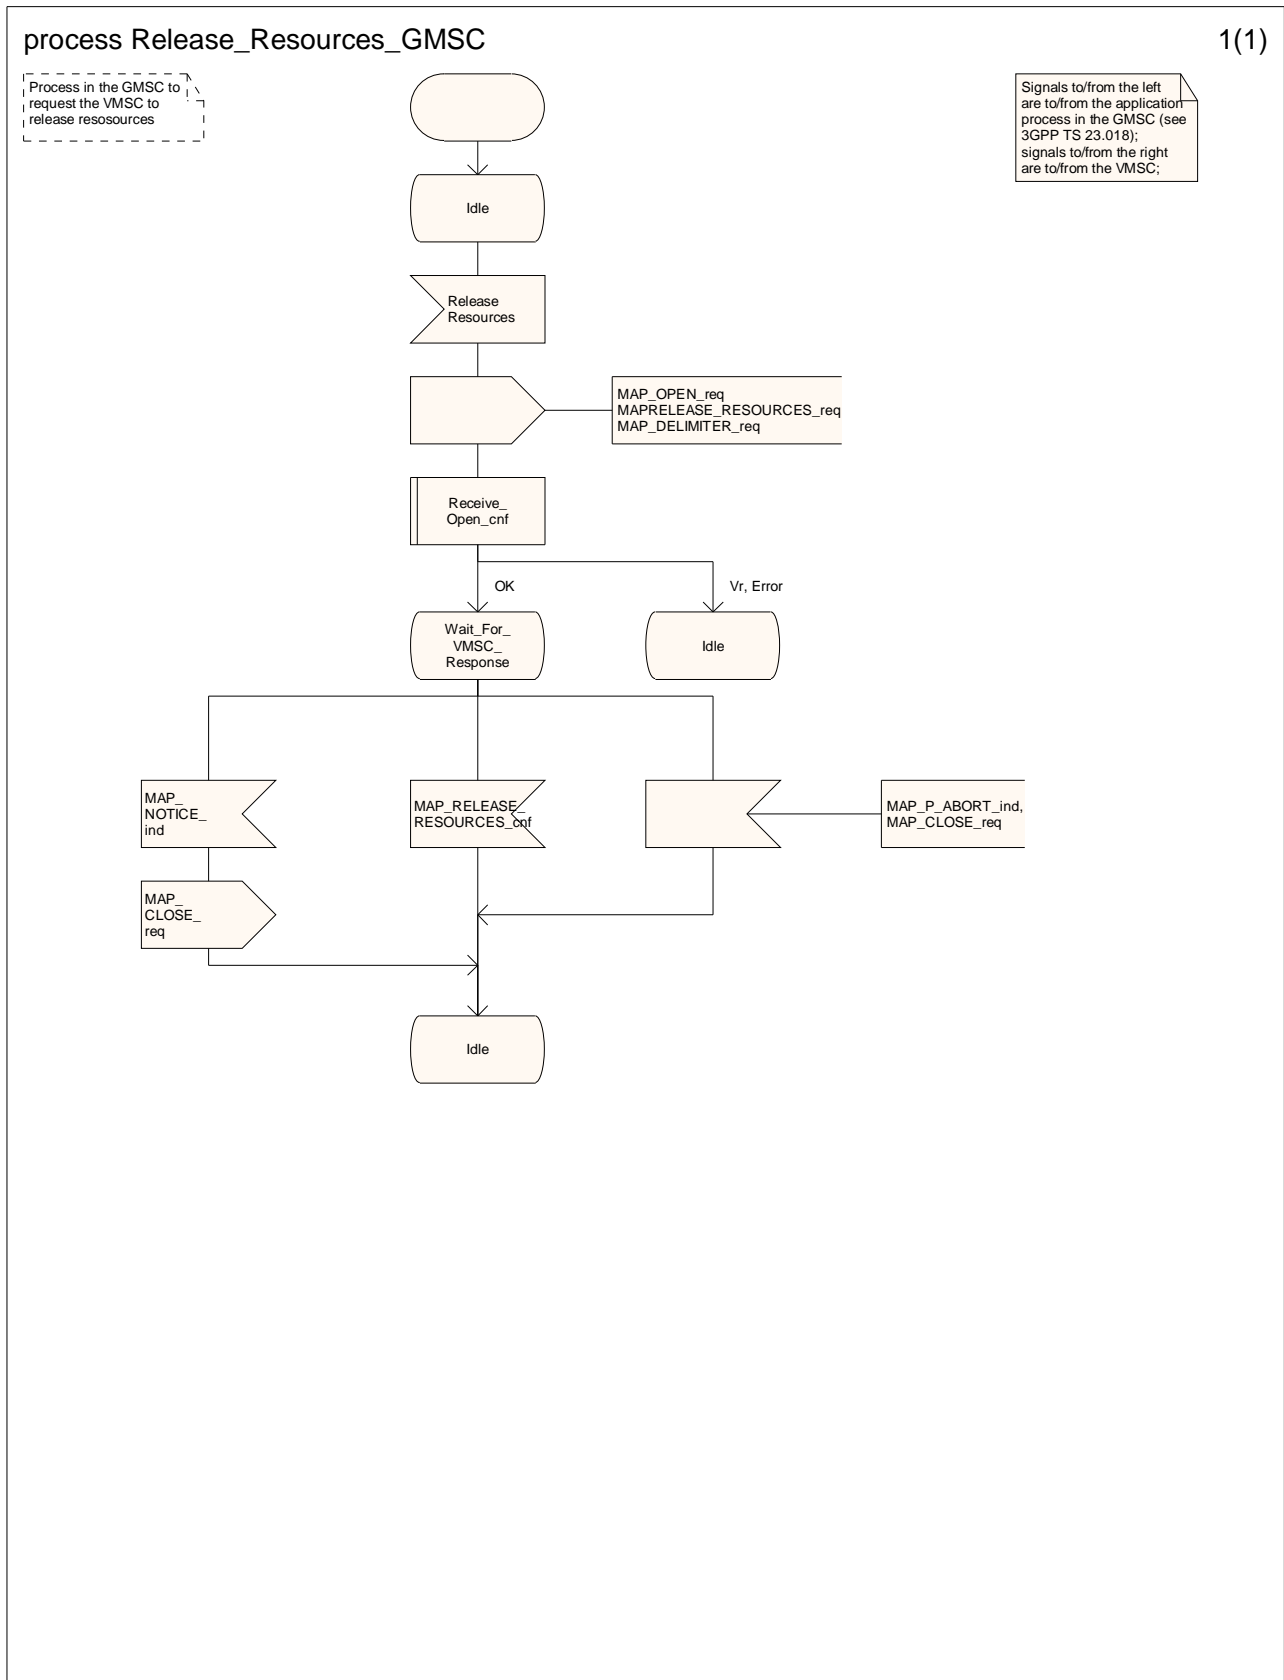 process Release_Resources_GMSC
1(1)
Process in the GMSC to
request the VMSC to
release resosources
Signals to/from the left
are to/from the application
process in the GMSC (see
3GPP TS 23.018);
signals to/from the right
are to/from the VMSC;
Idle
Release
Resources
MAP_OPEN_req
MAPRELEASE_RESOURCES_req
MAP_DELIMITER_req
Receive_
Open_cnf
OK
Vr, Error
Wait_For_
VMSC_
Response
Idle
MAP_
NOTICE_
ind
MAP_RELEASE_
RESOURCES_cnf
MAP_P_ABORT_ind,
MAP_CLOSE_req
MAP_
CLOSE_
req
Idle